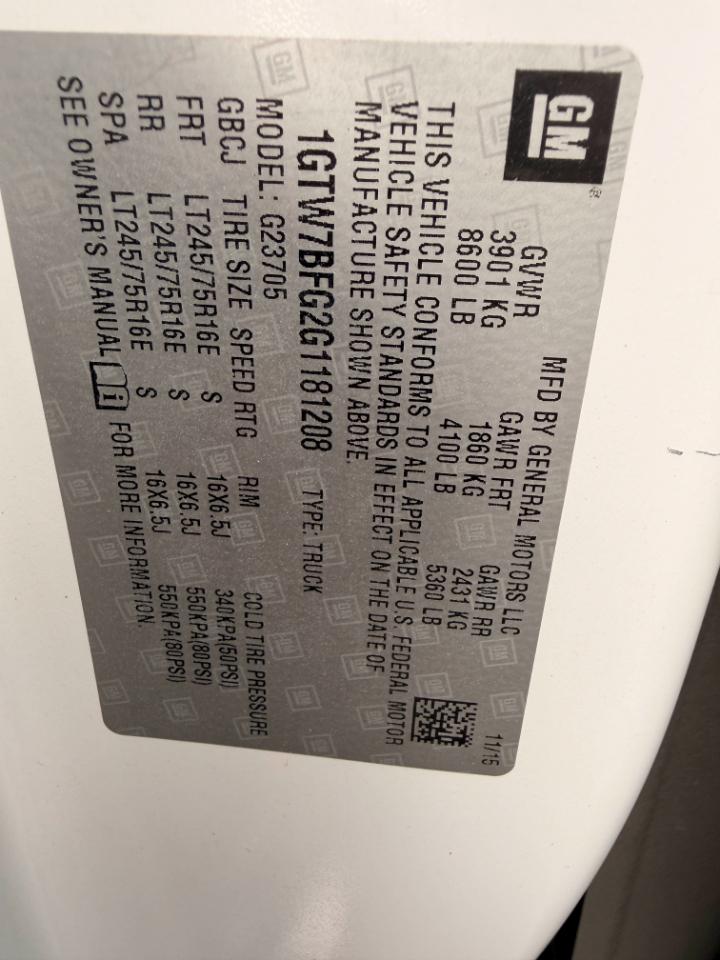 GM
MFD BY GENERAL MOTORS LLC 11/15
GVWR GAWR FRT GAWR RR
3901 KG 1860 KG 2431 KG
8600 LB 4100 LB 5360 LB
THIS VEHICLE CONFORMS TO ALL APPLICABLE U.S. FEDERAL MOTOR
VEHICLE SAFETY STANDARDS IN EFFECT ON THE DATE OF
MANUFACTURE SHOWN ABOVE.
1GTW7BFG2G1181208 TYPE: TRUCK
MODEL: G23705
GBCJ TIRE SIZE SPEED RTG RIM COLD TIRE PRESSURE
FRT LT245/75R16E S 16X6.5J 340KPA(50PSI)
RR LT245/75R16E S 16X6.5J 550KPA(80PSI)
SPA LT245/75R16E S 16X6.5J 550KPA(80PSI)
SEE OWNER'S MANUAL FOR MORE INFORMATION.